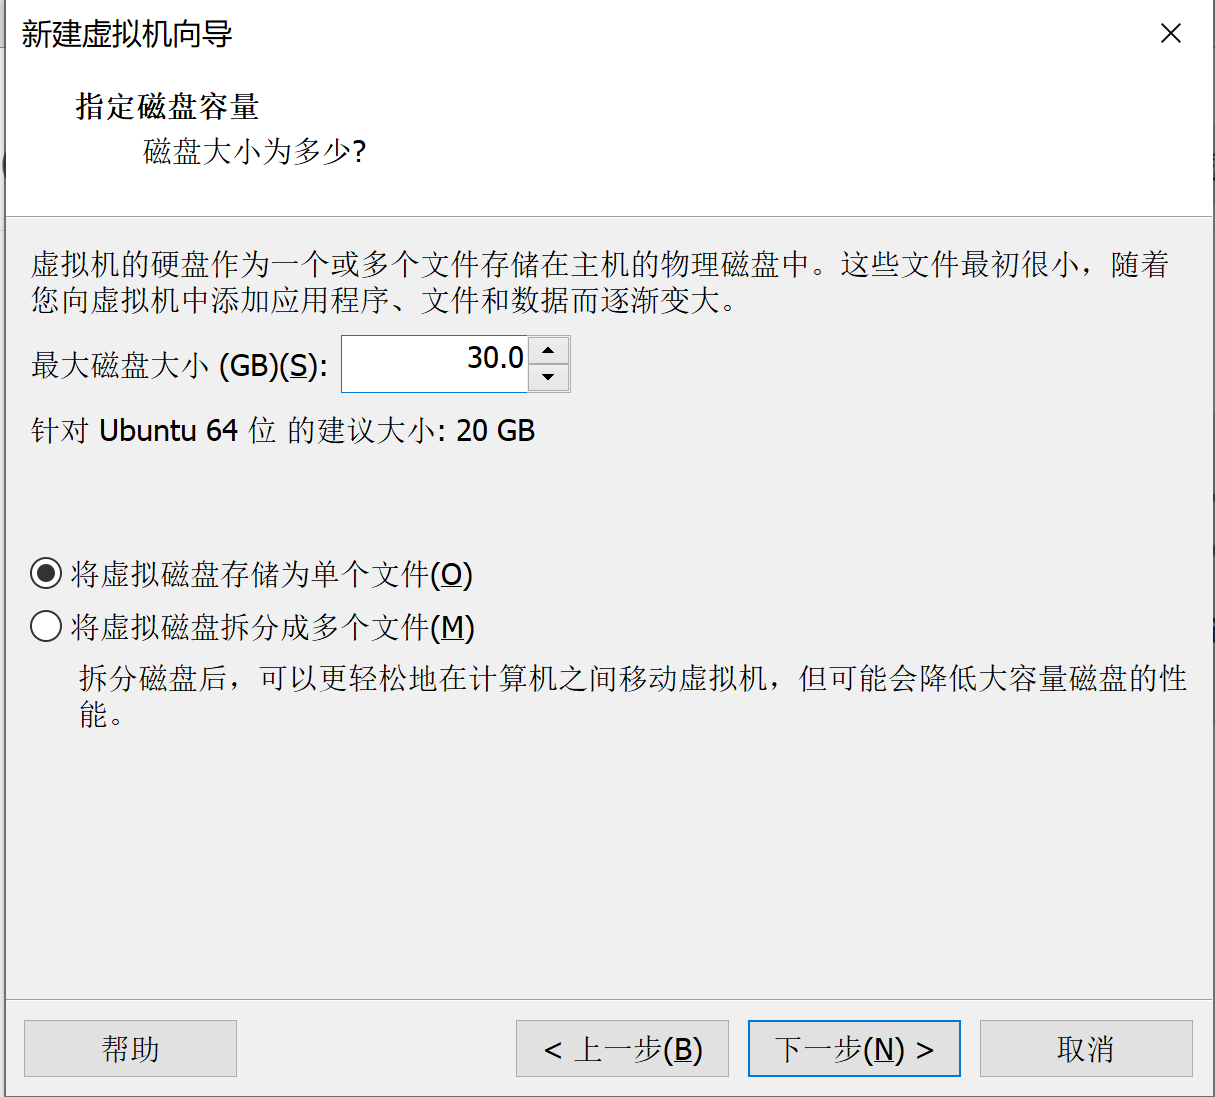 新建虚拟机向导
指定磁盘容量
磁盘大小为多少?
虚拟机的硬盘作为一个或多个文件存储在主机的物理磁盘中。这些文件最初很小，随着
您向虚拟机中添加应用程序、文件和数据而逐渐变大。
最大磁盘大小 (GB)(S): 30.0
针对 Ubuntu 64 位 的建议大小: 20 GB
将虚拟磁盘存储为单个文件(O)
将虚拟磁盘拆分成多个文件(M)
拆分磁盘后，可以更轻松地在计算机之间移动虚拟机，但可能会降低大容量磁盘的性
能。
帮助 < 上一步(B) 下一步(N) > 取消